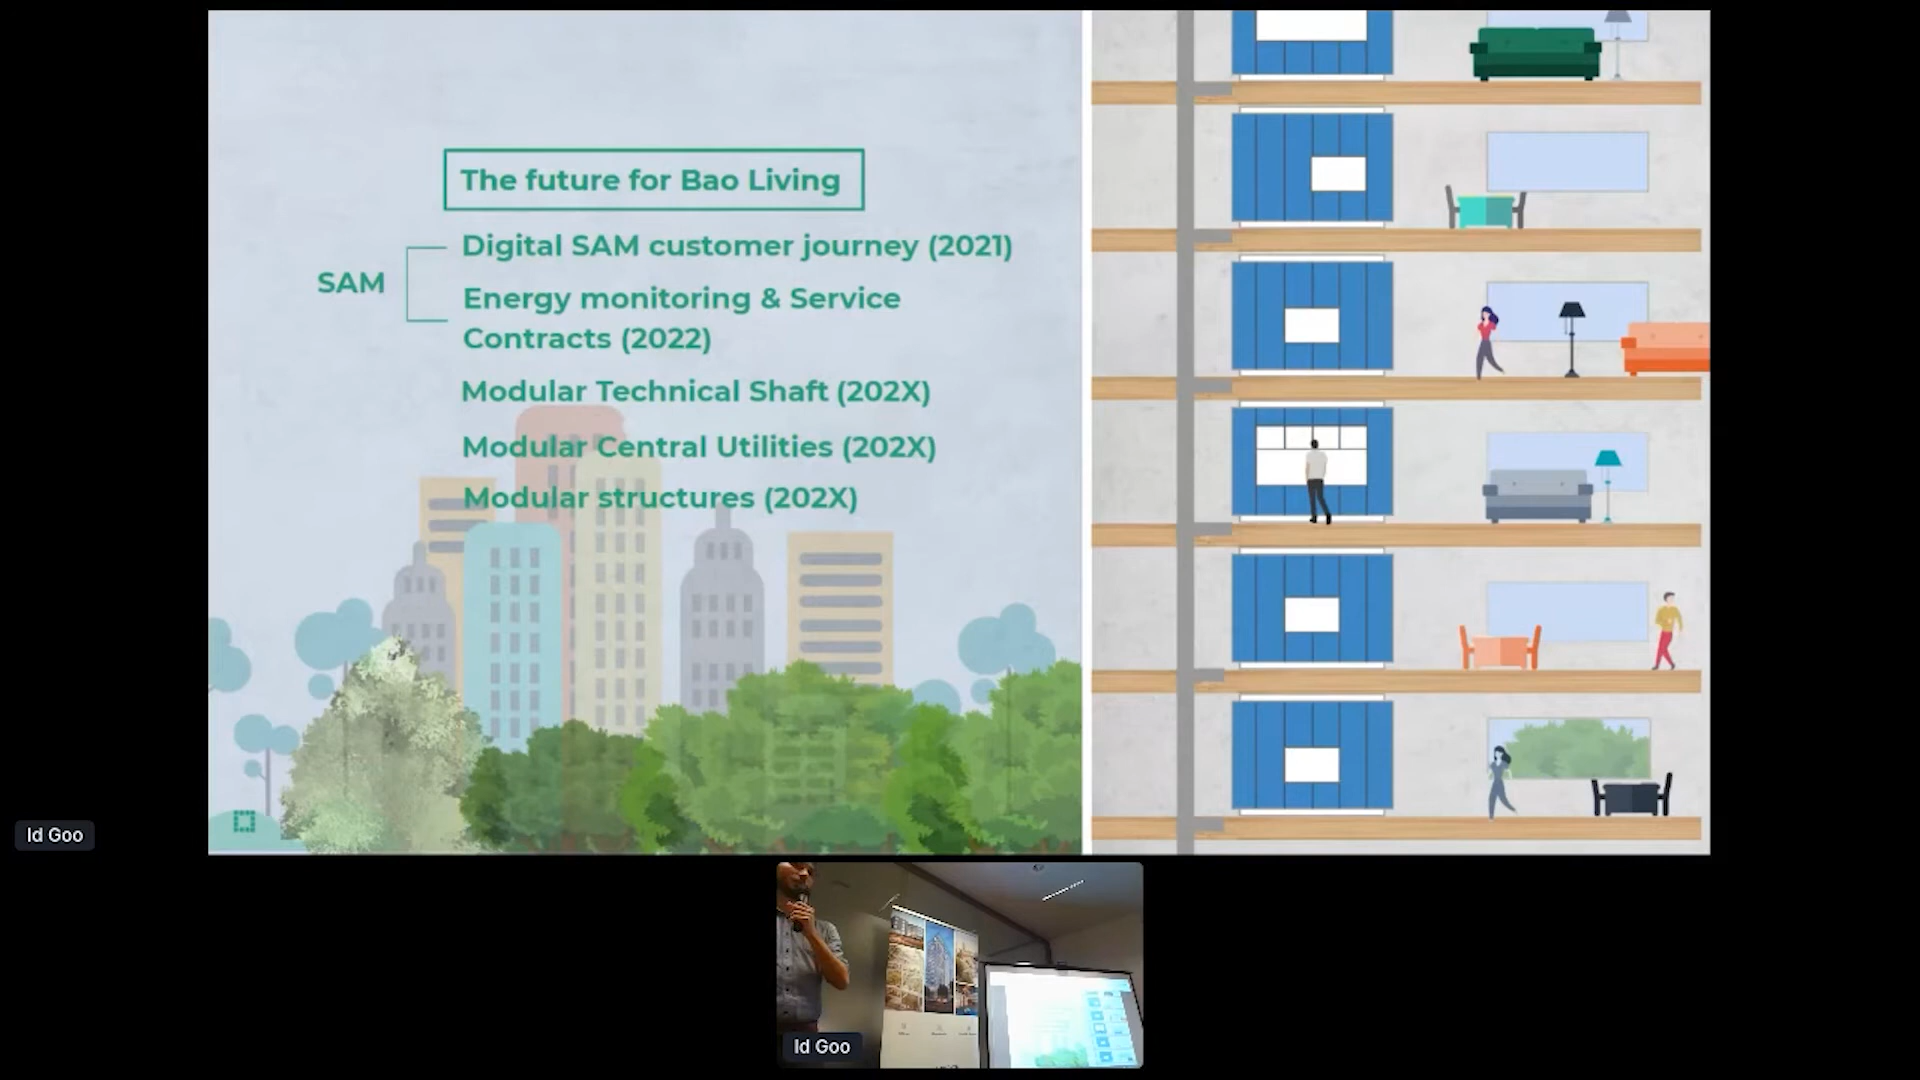 The future for Bao Living
Digital SAM customer journey (2021)
SAM
Energy monitoring & Service
Contracts (2022)
Modular Technical Shaft (202X)
Modular Central Utilities (202X)
Modular structures (202X)
Id Goo
Id Goo